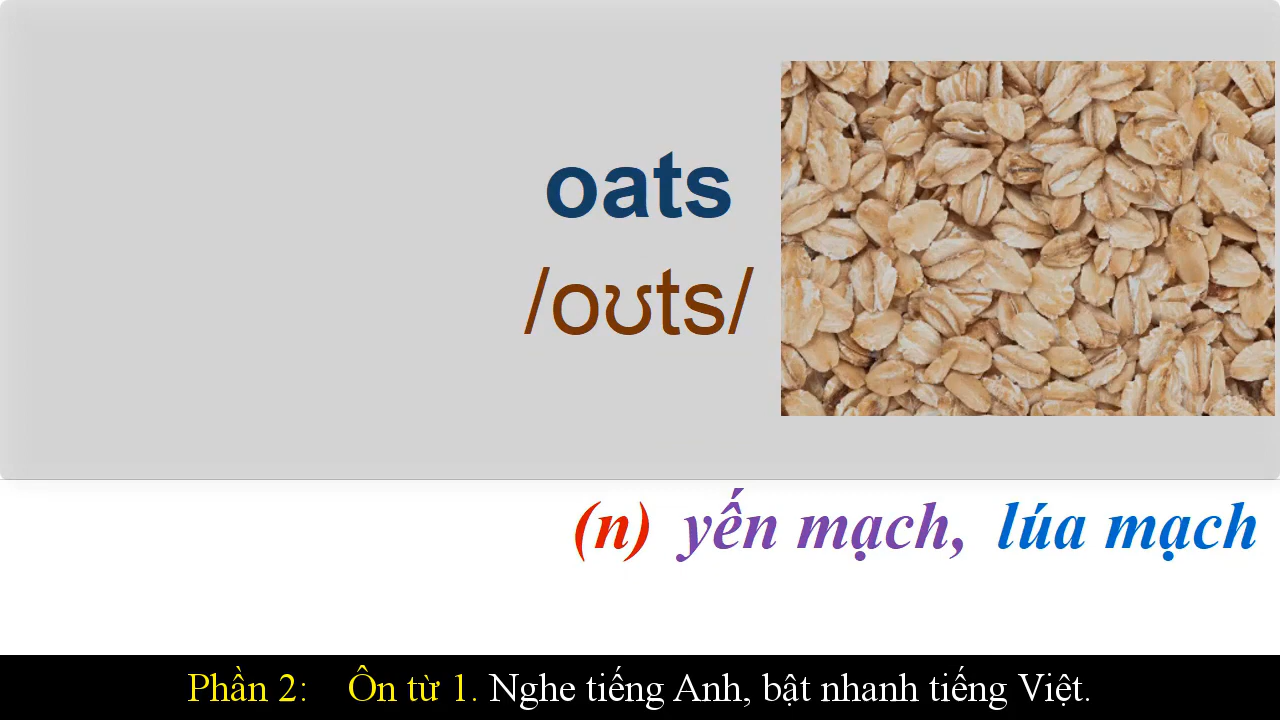 oats
/oʊts/
(n) yến mạch, lúa mạch
Phần 2: Ôn từ 1. Nghe tiếng Anh, bật nhanh tiếng Việt.